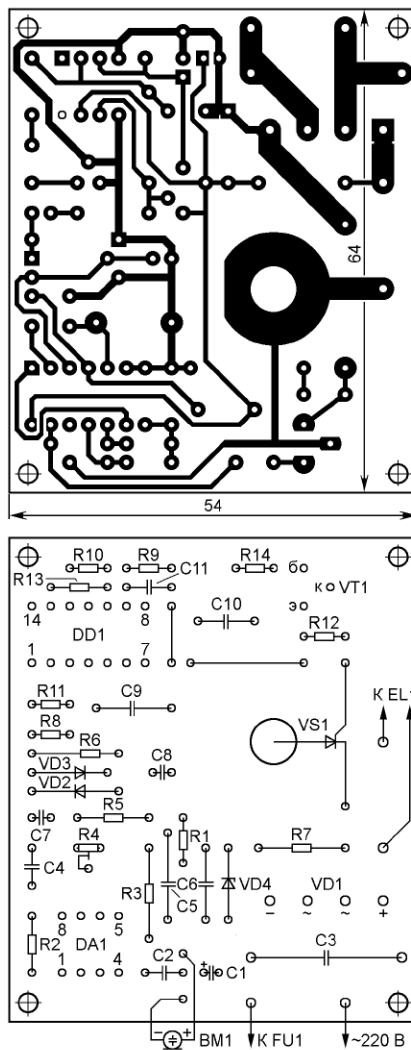 64
54
R10 R9 R14 б
R13 C11 К VT1
14 8 C10 э
DD1 R12
1 7
R11 C9 К EL1
R8 VS1
R6
VD3 C8
VD2
R5
C7 R4 R1 R7
C4 C6 VD4 VD1
R3 C5 − ~ ~ +
8 5
R2 DA1 C3
1 4 C2 + C1
− + BM1 К FU1 ~220 В